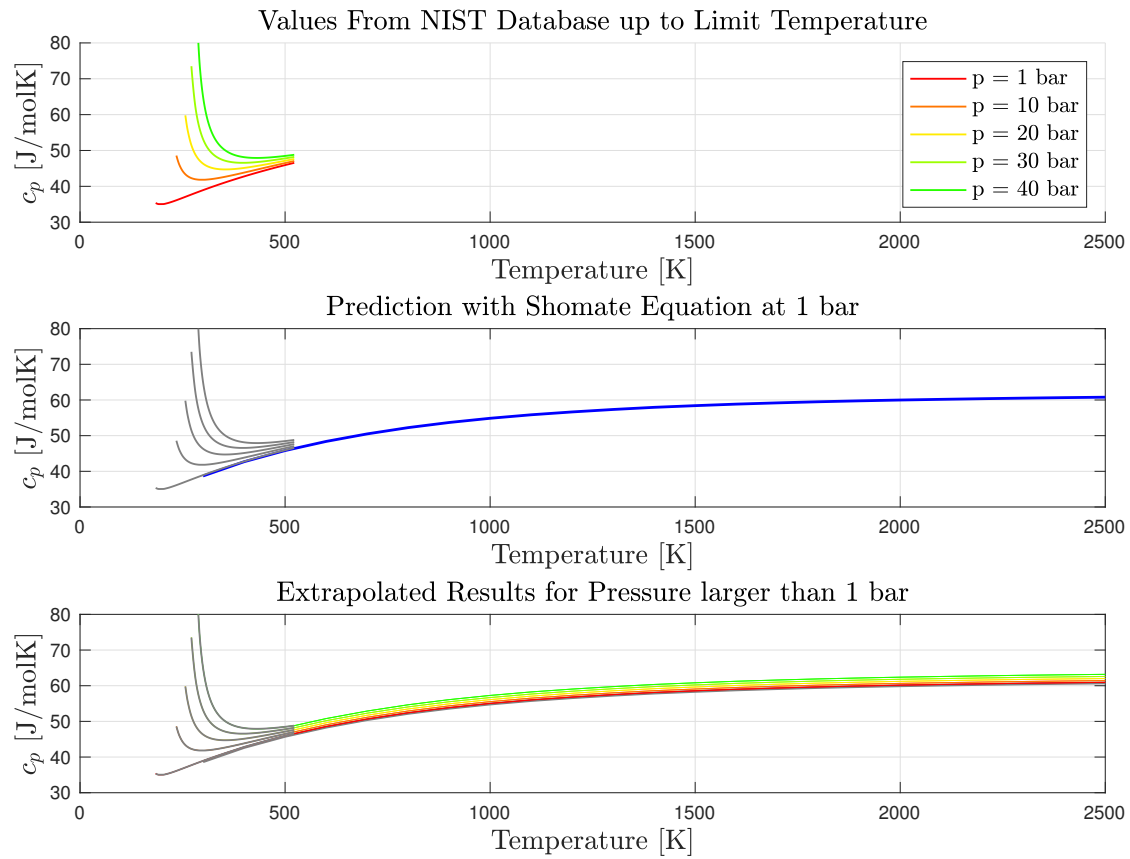 Values From NIST Database up to Limit Temperature
80
70
60
50
40
30
c_p [J/molK]
p = 1 bar
p = 10 bar
p = 20 bar
p = 30 bar
p = 40 bar
0 500 1000 1500 2000 2500
Temperature [K]
Prediction with Shomate Equation at 1 bar
80
70
60
50
40
30
c_p [J/molK]
0 500 1000 1500 2000 2500
Temperature [K]
Extrapolated Results for Pressure larger than 1 bar
80
70
60
50
40
30
c_p [J/molK]
0 500 1000 1500 2000 2500
Temperature [K]